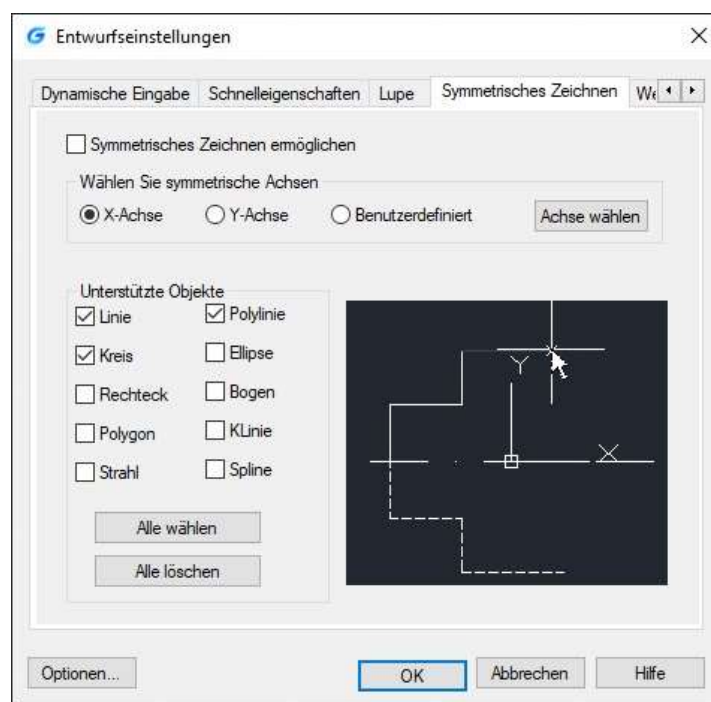 Entwurfseinstellungen
Dynamische Eingabe Schnelleigenschaften Lupe Symmetrisches Zeichnen
Symmetrisches Zeichnen ermöglichen
Wählen Sie symmetrische Achsen
X-Achse Y-Achse Benutzerdefiniert Achse wählen
Unterstützte Objekte
Linie Polylinie
Kreis Ellipse
Rechteck Bogen
Polygon KLinie
Strahl Spline
Alle wählen
Alle löschen
Y
X
Optionen... OK Abbrechen Hilfe